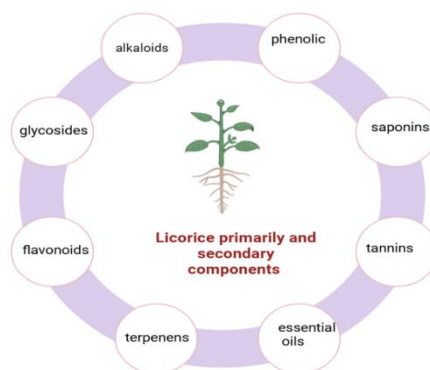 alkaloids
phenolic
glycosides
saponins
flavonoids
tannins
terpenens
essential
oils
Licorice primarily and
secondary
components